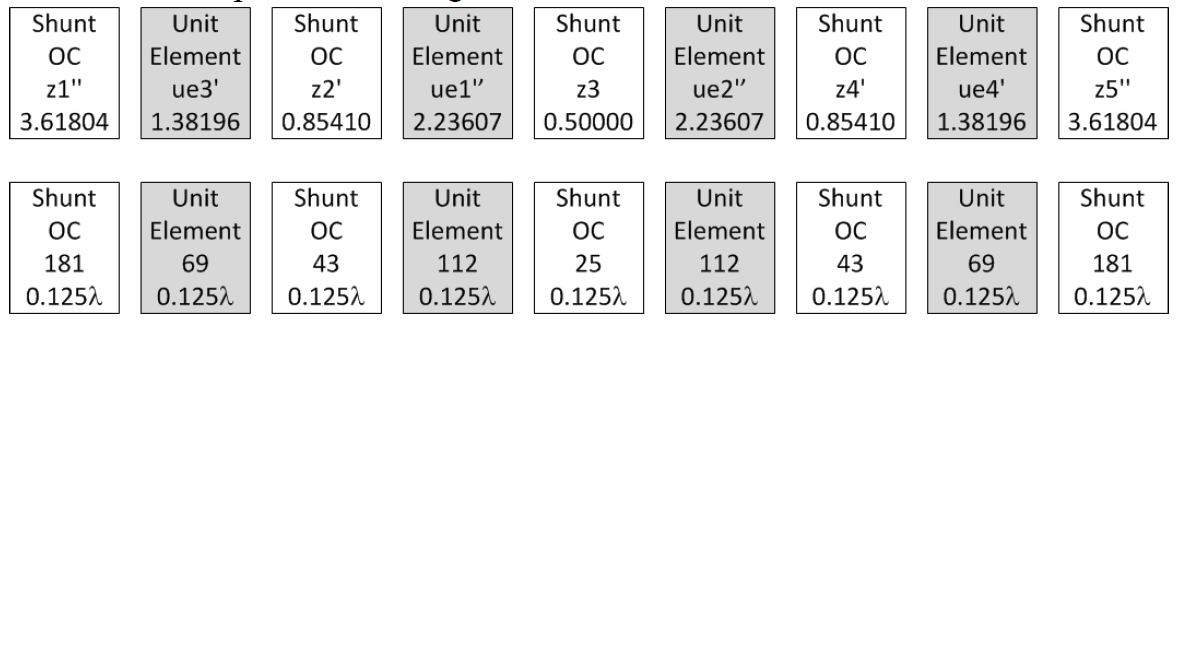 Shunt
OC
z1''
3.61804
Unit
Element
ue3'
1.38196
Shunt
OC
z2'
0.85410
Unit
Element
ue1''
2.23607
Shunt
OC
z3
0.50000
Unit
Element
ue2''
2.23607
Shunt
OC
z4'
0.85410
Unit
Element
ue4'
1.38196
Shunt
OC
z5''
3.61804
Shunt
OC
181
0.125λ
Unit
Element
69
0.125λ
Shunt
OC
43
0.125λ
Unit
Element
112
0.125λ
Shunt
OC
25
0.125λ
Unit
Element
112
0.125λ
Shunt
OC
43
0.125λ
Unit
Element
69
0.125λ
Shunt
OC
181
0.125λ